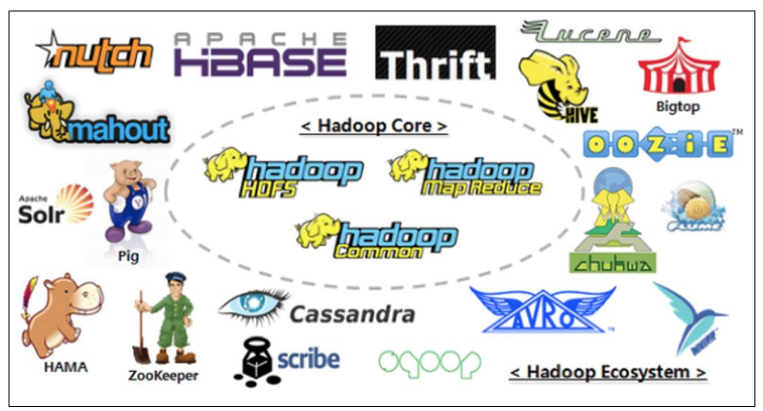 nutch
APACHE
HBASE
Thrift
Lucene
HIVE
Bigtop
mahout
< Hadoop Core >
OOZiE TM
hadoop
HDFS
hadoop
Map Reduce
Apache
Solr
Pig
hadoop
Common
FLUME
chukwa
HAMA
ZooKeeper
Cassandra
AVRO TM
scribe
sqoop
< Hadoop Ecosystem >